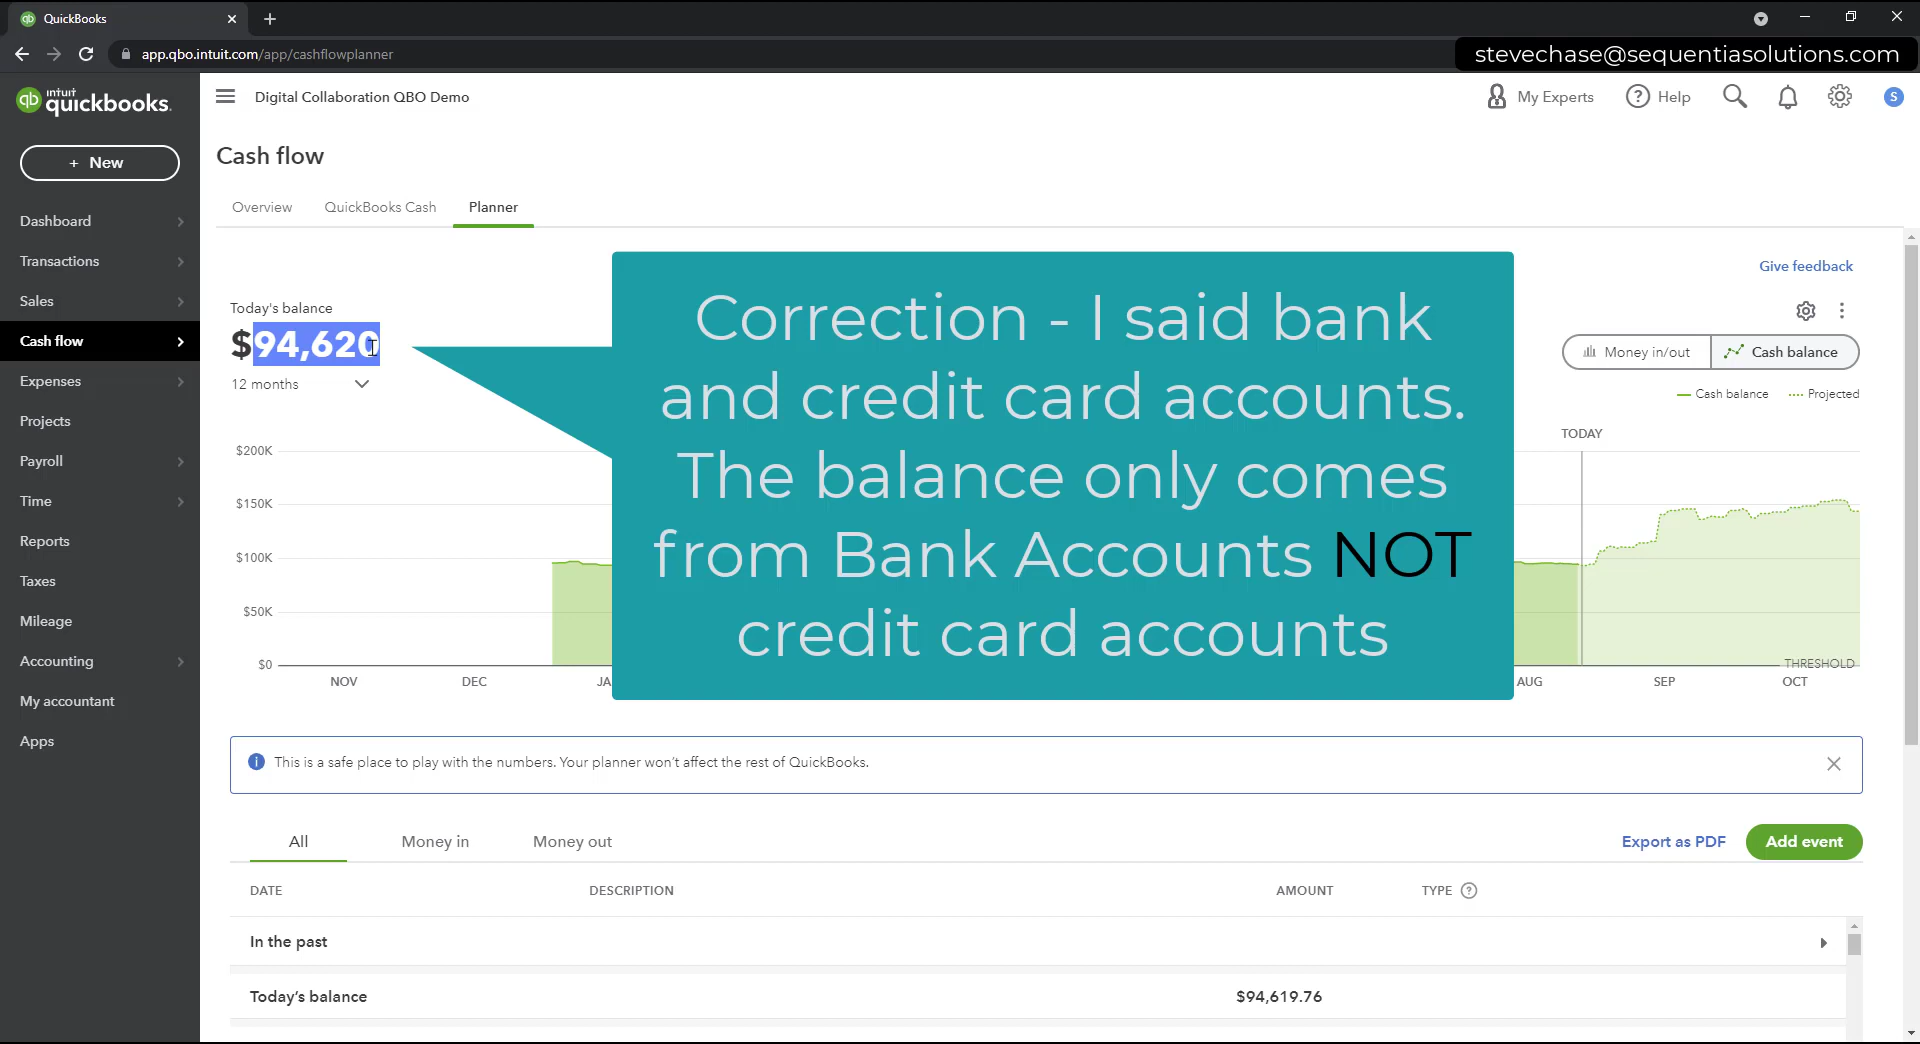 QuickBooks
app.qbo.intuit.com/app/cashflowplanner
stevechase@sequentiasolutions.com
qb intuit quickbooks.
Digital Collaboration QBO Demo
My Experts
? Help
S
+ New
Dashboard
Transactions
Sales
Cash flow
Expenses
Projects
Payroll
Time
Reports
Taxes
Mileage
Accounting
My accountant
Apps
Cash flow
Overview
QuickBooks Cash
Planner
Give feedback
Today's balance
$94,620
12 months
Money in/out
Cash balance
Cash balance
Projected
TODAY
$200K
$150K
$100K
$50K
$0
THRESHOLD
NOV
DEC
JA
AUG
SEP
OCT
Correction - I said bank
and credit card accounts.
The balance only comes
from Bank Accounts NOT
credit card accounts
This is a safe place to play with the numbers. Your planner won't affect the rest of QuickBooks.
All
Money in
Money out
Export as PDF
Add event
DATE
DESCRIPTION
AMOUNT
TYPE ?
In the past
Today's balance
$94,619.76